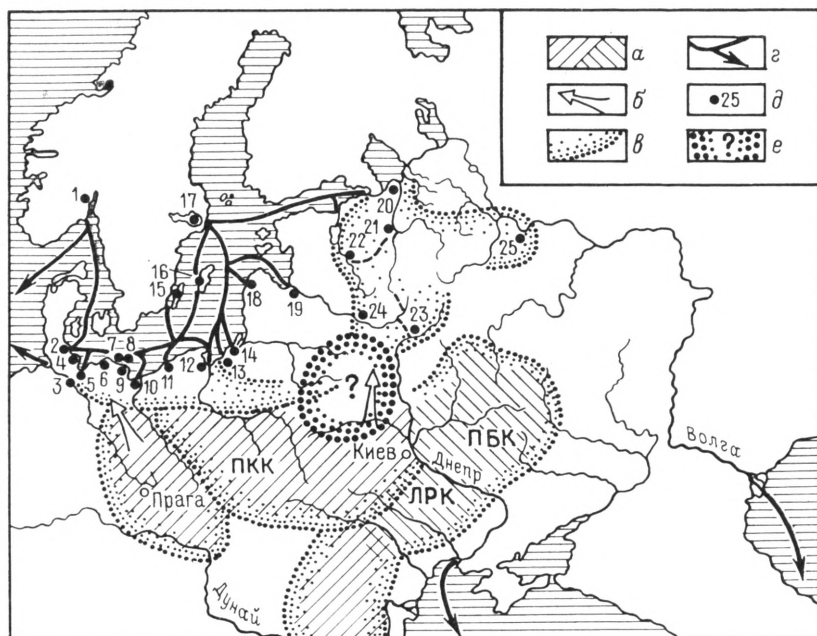 а
г
б
•25 д
в
? е
1
17
20
21
22
25
16
15
18
19
24
23
2
7-8
4
14
12
13
3
5
6
9
10
11
?
ПБК
Киев
Волга
ПКК
Днепр
ЛРК
Прага
Дунай